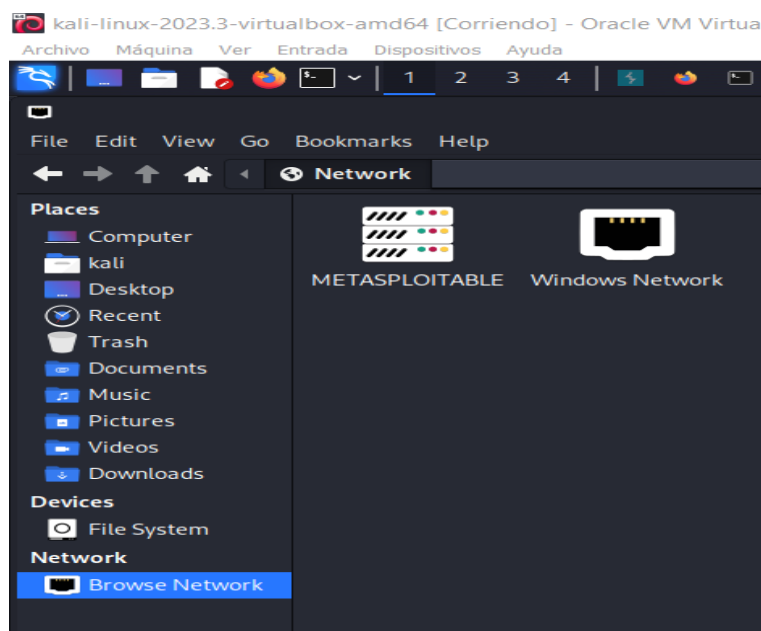 kali-linux-2023.3-virtualbox-amd64 [Corriendo] - Oracle VM Virtua
Archivo Máquina Ver Entrada Dispositivos Ayuda
1 2 3 4
File Edit View Go Bookmarks Help
Network
Places
Computer
kali
Desktop
Recent
Trash
Documents
Music
Pictures
Videos
Downloads
Devices
File System
Network
Browse Network
METASPLOITABLE Windows Network